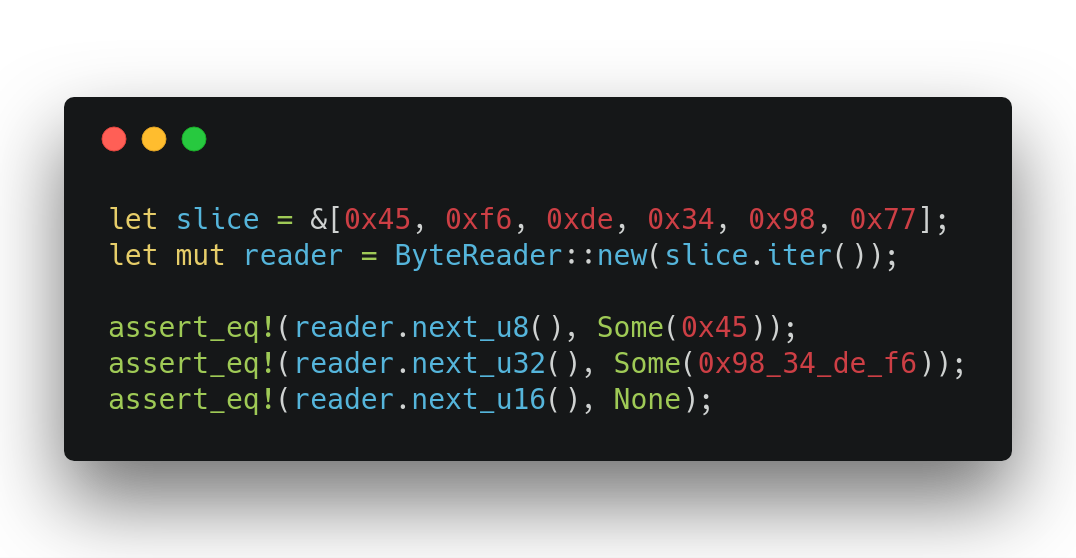 let slice = &[0x45, 0xf6, 0xde, 0x34, 0x98, 0x77];
let mut reader = ByteReader::new(slice.iter());
assert_eq!(reader.next_u8(), Some(0x45));
assert_eq!(reader.next_u32(), Some(0x98_34_de_f6));
assert_eq!(reader.next_u16(), None);